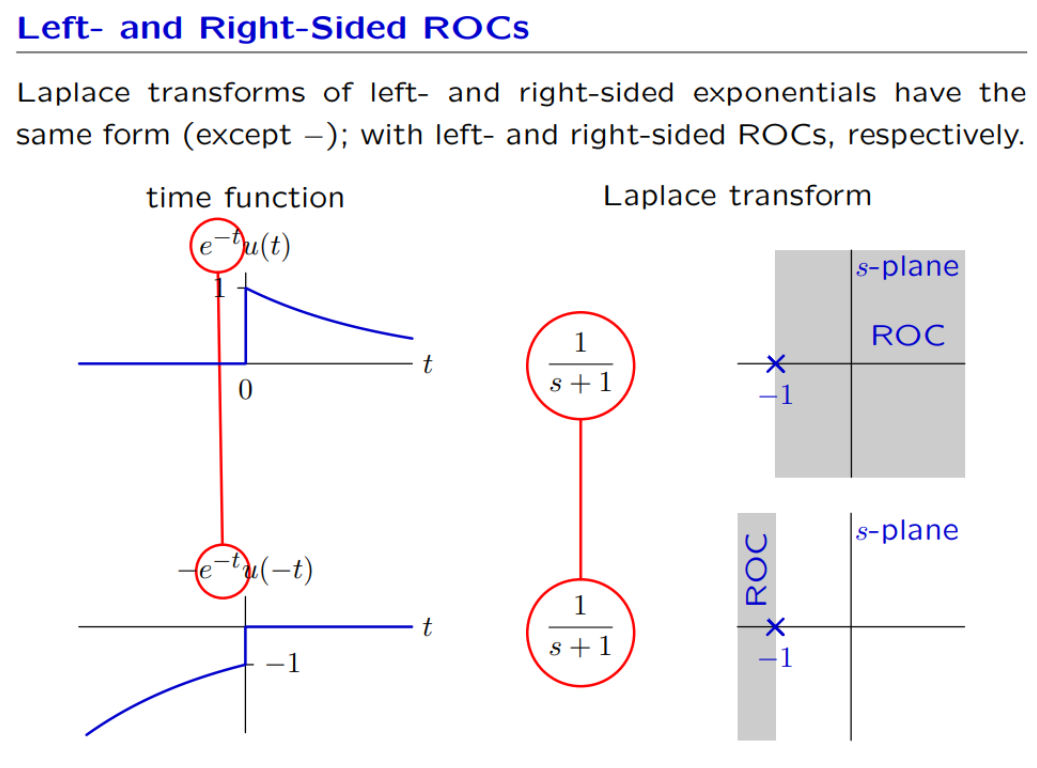 Left- and Right-Sided ROCs
Laplace transforms of left- and right-sided exponentials have the
same form (except −); with left- and right-sided ROCs, respectively.
time function
Laplace transform
e^{−t}u(t)
1
t
0
1
s + 1
s-plane
ROC
−1
−e^{−t}u(−t)
t
−1
1
s + 1
s-plane
ROC
−1